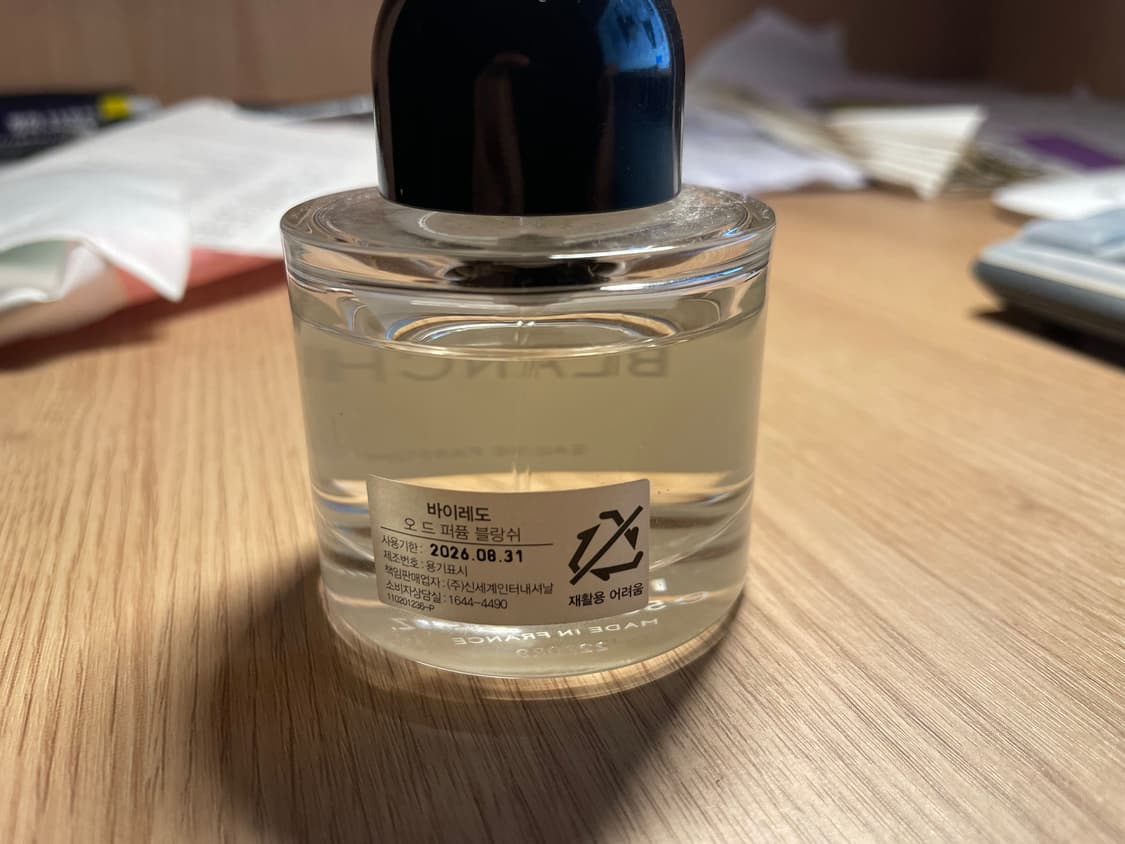 BLANCH
바이레도
오 드 퍼퓸 블랑쉬
사용기한 : 2026.08.31
제조번호 : 용기표시
책임판매업자 : (주)신세계인터내셔날
소비자상담실 : 1644-4490
110201236-P
재활용 어려움
MADE IN FRANCE